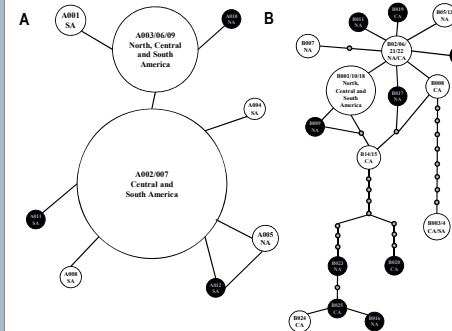 A
A001
SA
A003/06/09
North, Central
and South
America
A010
NA
A004
SA
A002/007
Central and
South America
A011
SA
A005
NA
A008
SA
A012
SA
B
B019
CA
B011
NA
B05/13
NA
B007
NA
B02/06/
21/22
NA/CA
B001/10/18
North,
Central and
South
America
B017
NA
B008
CA
B009
NA
B14/15
CA
B003/4
CA/SA
B023
NA
B020
CA
B025
CA
B024
CA
B016
NA